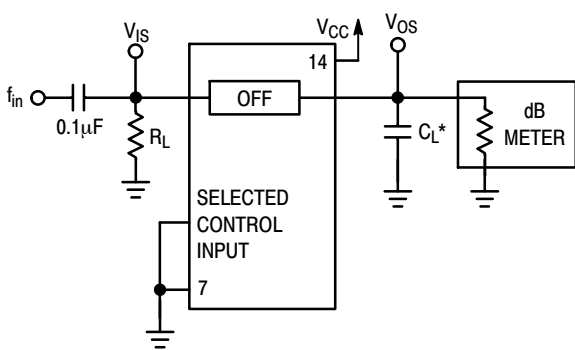 V_IS
V_CC
V_OS
14
f_in
OFF
dB
METER
0.1μF
R_L
C_L*
SELECTED
CONTROL
INPUT
7